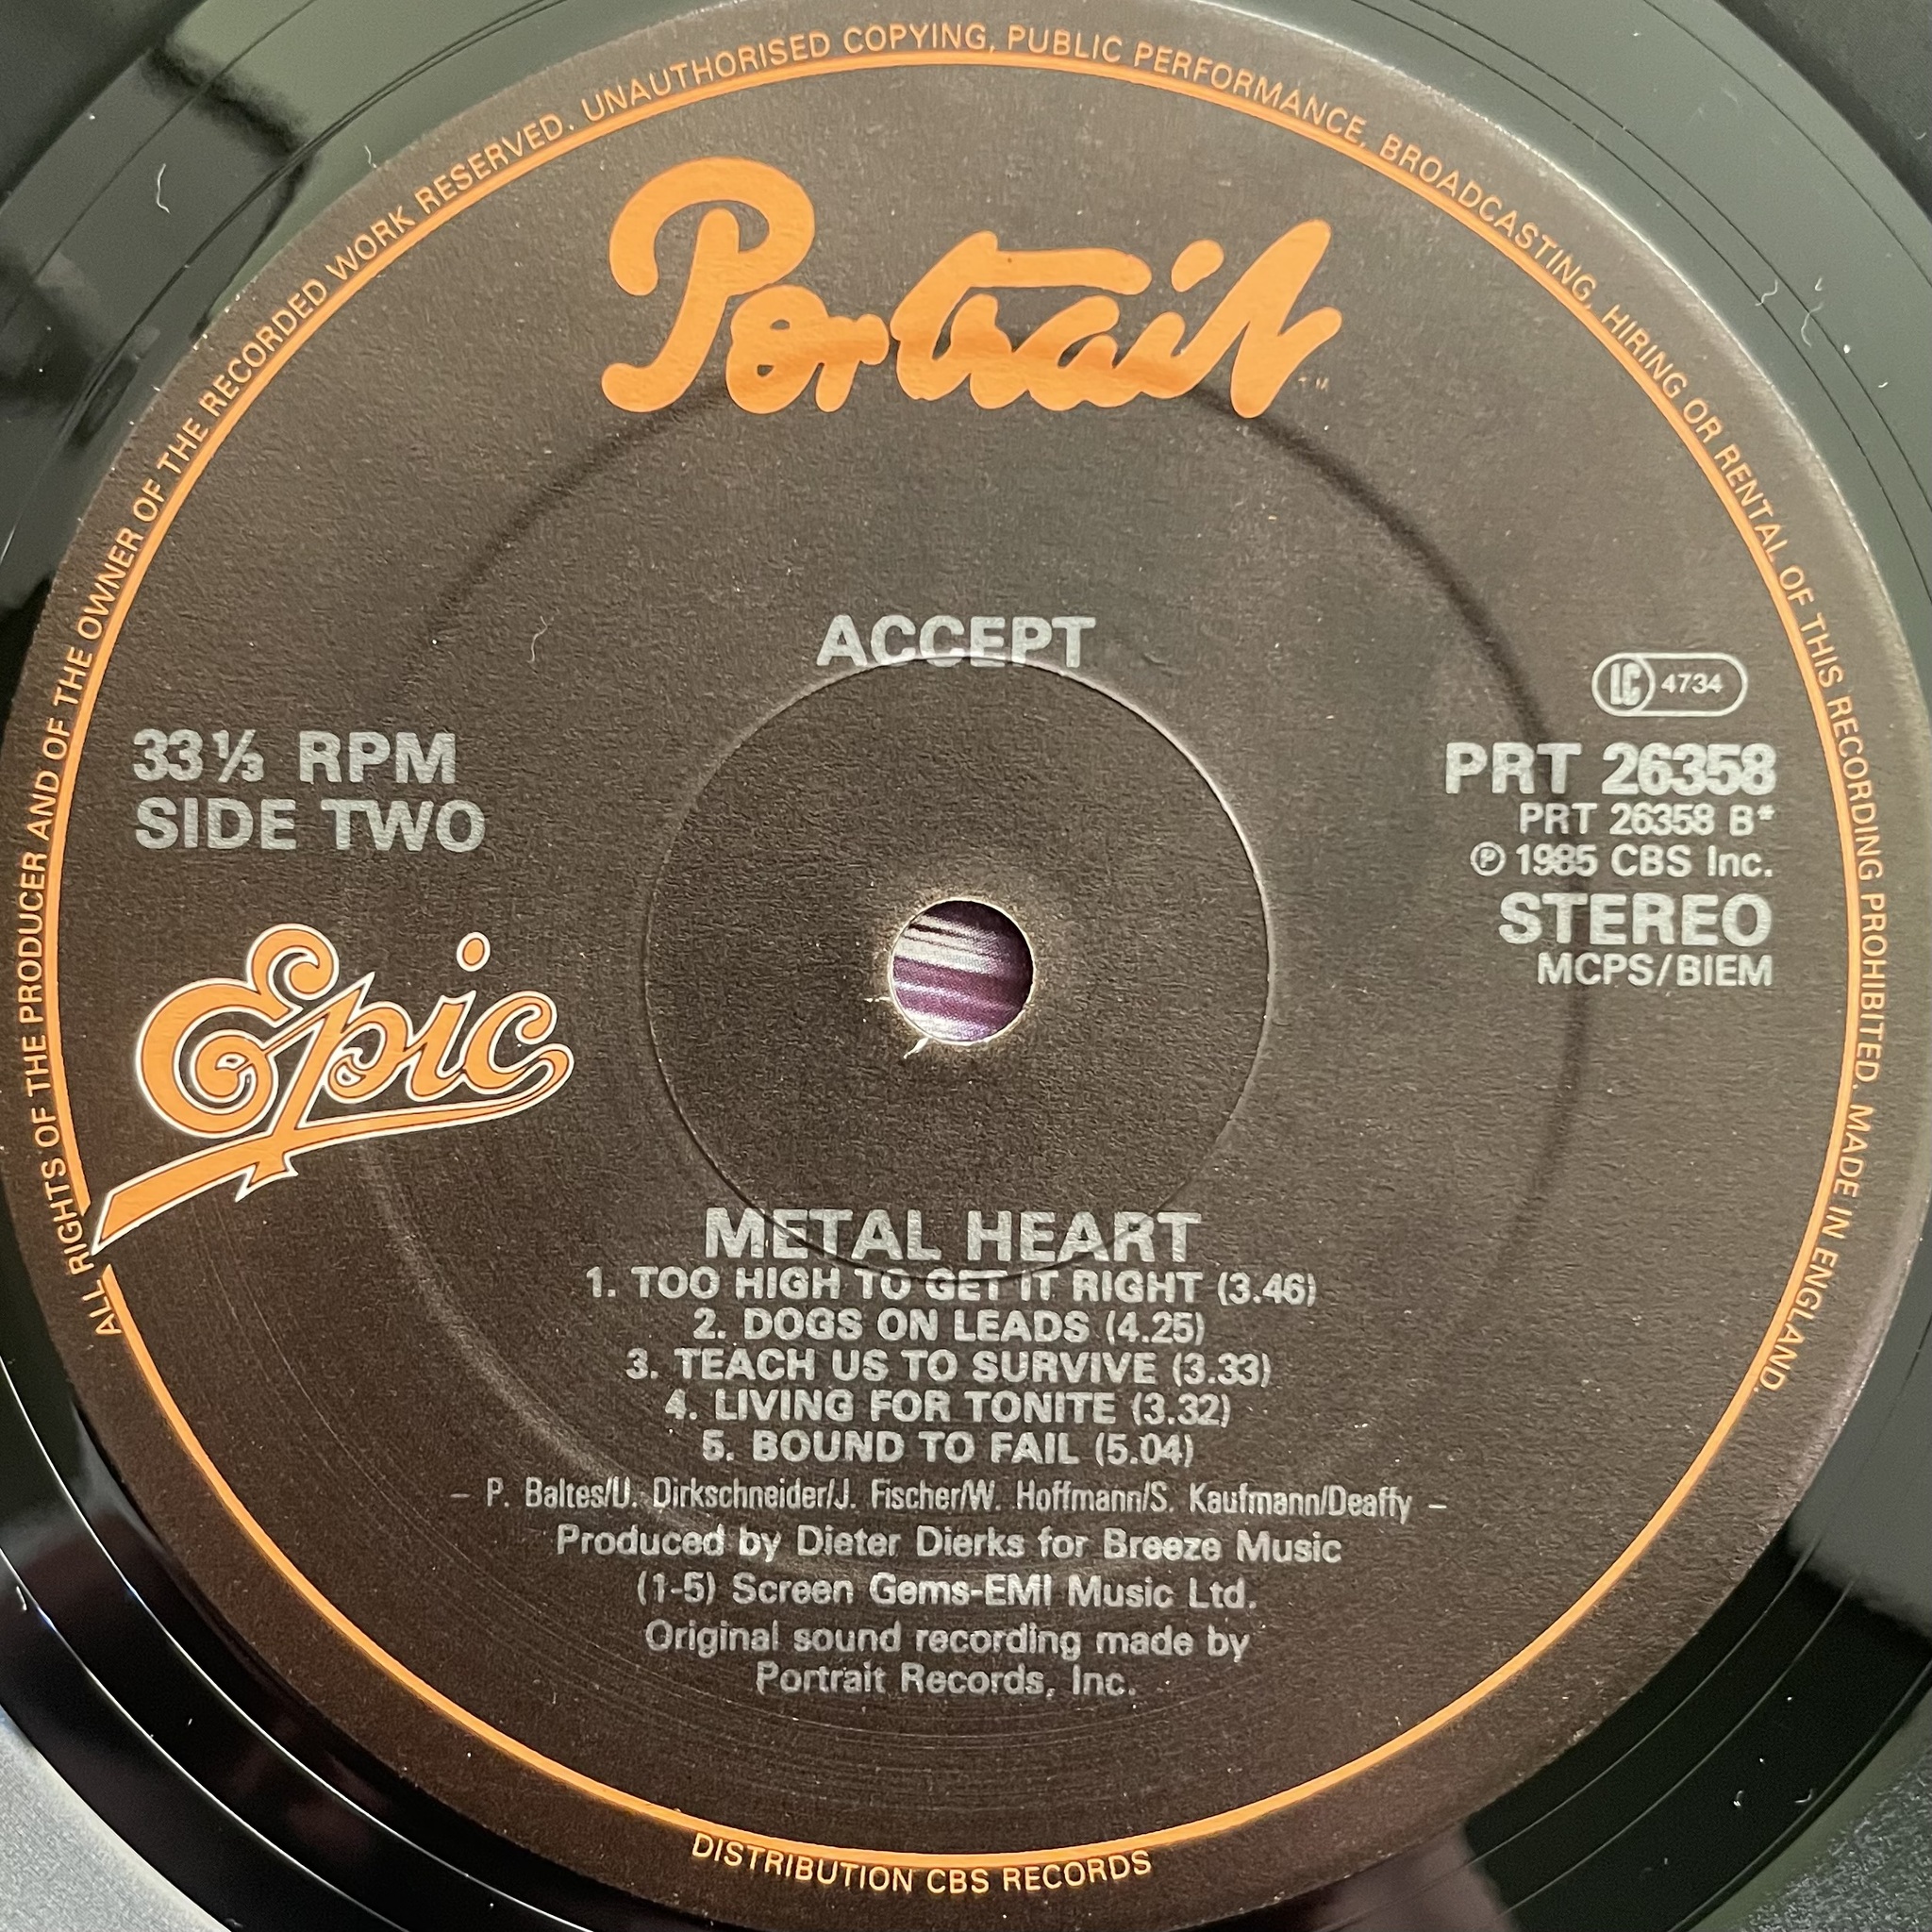 ALL RIGHTS OF THE PRODUCER AND OF THE OWNER OF THE RECORDED WORK RESERVED. UNAUTHORISED COPYING, PUBLIC PERFORMANCE, BROADCASTING, HIRING OR RENTAL OF THIS RECORDING PROHIBITED. MADE IN ENGLAND.
Portrait TM
ACCEPT
33⅓ RPM
SIDE TWO
Epic
LC 4734
PRT 26358
PRT 26358 B*
℗ 1985 CBS Inc.
STEREO
MCPS/BIEM
METAL HEART
1. TOO HIGH TO GET IT RIGHT (3.46)
2. DOGS ON LEADS (4.25)
3. TEACH US TO SURVIVE (3.33)
4. LIVING FOR TONITE (3.32)
5. BOUND TO FAIL (5.04)
– P. Baltes/U. Dirkschneider/J. Fischer/W. Hoffmann/S. Kaufmann/Deaffy –
Produced by Dieter Dierks for Breeze Music
(1-5) Screen Gems-EMI Music Ltd.
Original sound recording made by
Portrait Records, Inc.
DISTRIBUTION CBS RECORDS